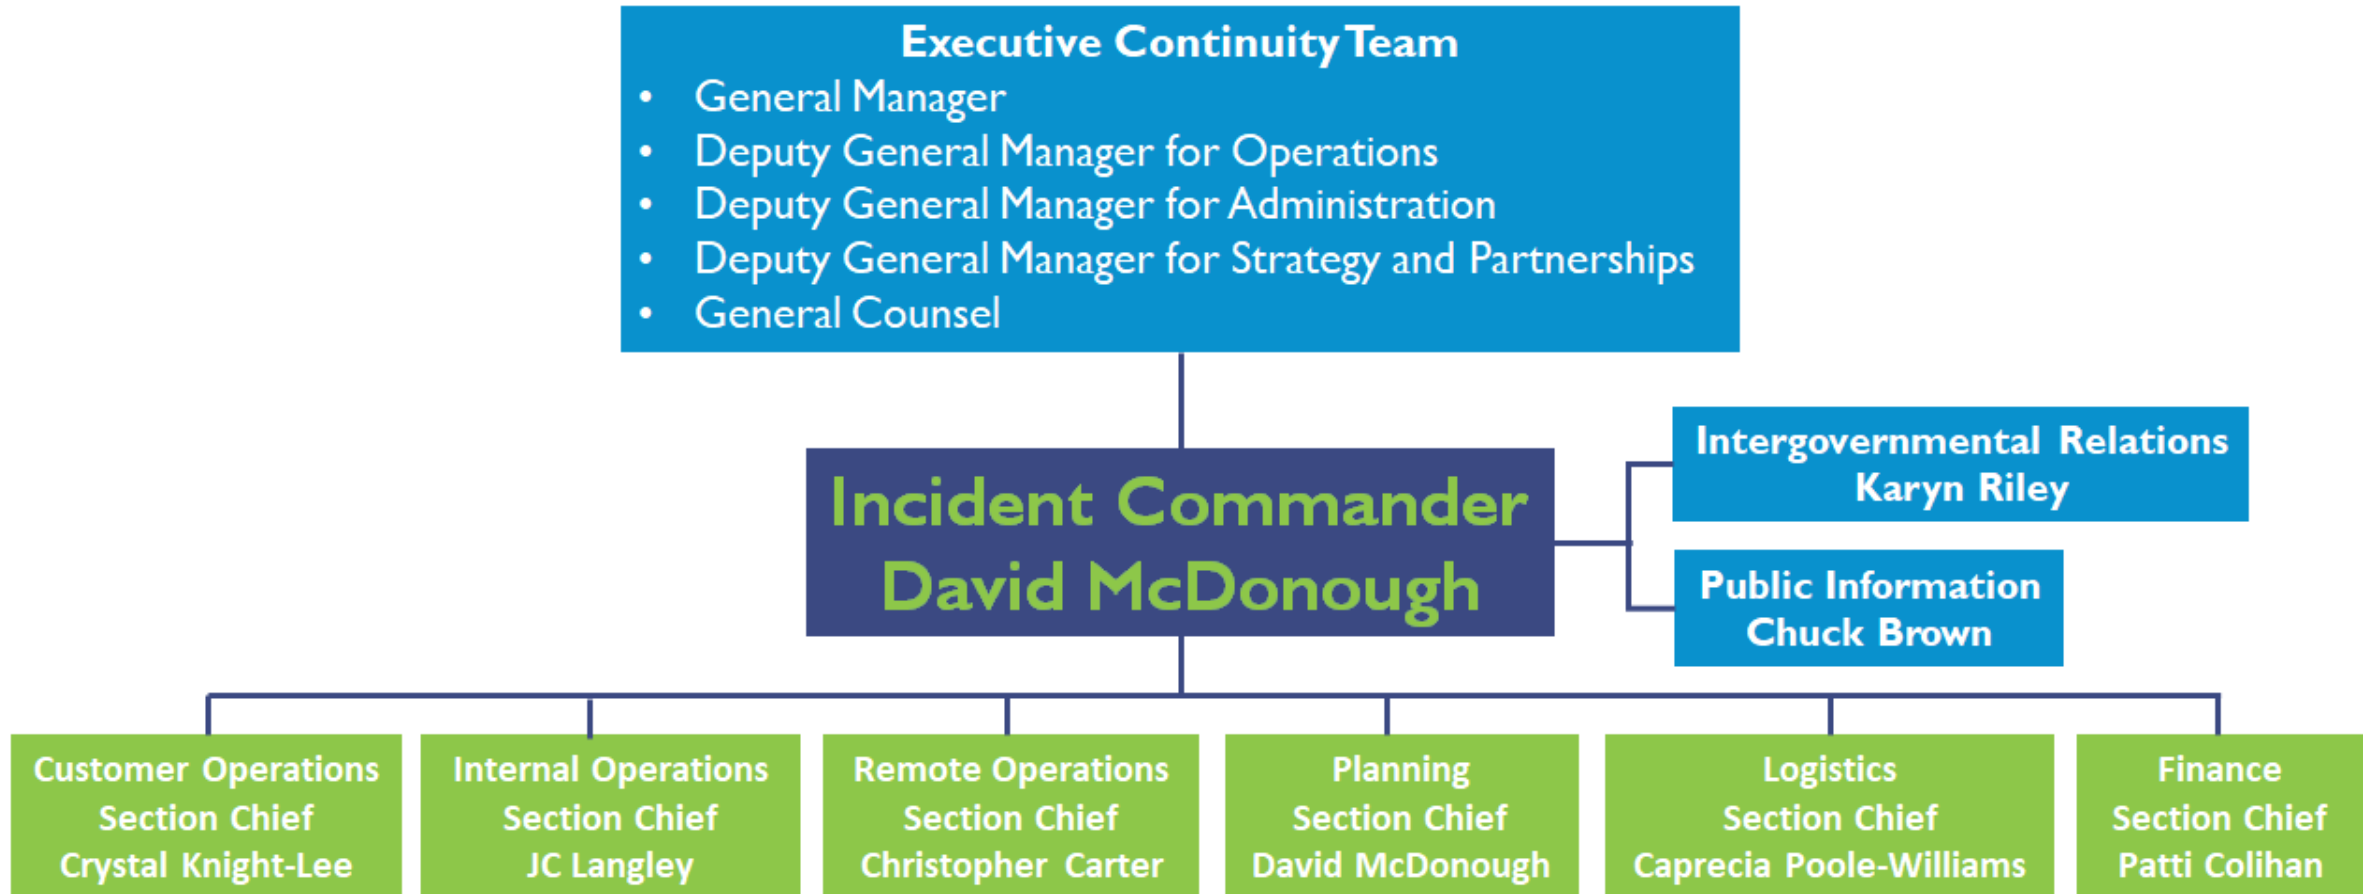 Executive Continuity Team
• General Manager
• Deputy General Manager for Operations
• Deputy General Manager for Administration
• Deputy General Manager for Strategy and Partnerships
• General Counsel
Incident Commander
David McDonough
Intergovernmental Relations
Karyn Riley
Public Information
Chuck Brown
Customer Operations
Section Chief
Crystal Knight-Lee
Internal Operations
Section Chief
JC Langley
Remote Operations
Section Chief
Christopher Carter
Planning
Section Chief
David McDonough
Logistics
Section Chief
Caprecia Poole-Williams
Finance
Section Chief
Patti Colihan